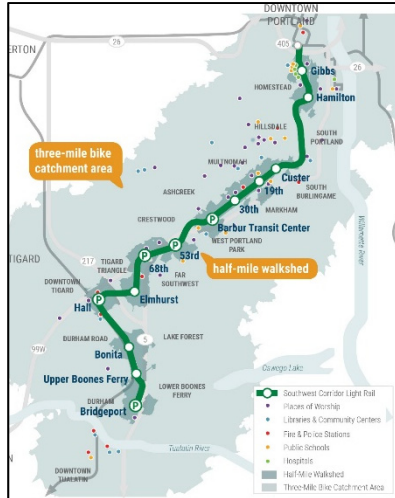 DOWNTOWN
PORTLAND
ERTON
26
405
26
Gibbs
HOMESTEAD
Hamilton
HILLSDALE
SOUTH
PORTLAND
three-mile bike
catchment area
MULTNOMAH
Custer
ASHCREEK
19th
SOUTH
BURLINGAME
30th
MARKHAM
CRESTWOOD
P
Barbur Transit Center
WEST PORTLAND
PARK
Willamette River
P
53rd
half-mile walkshed
TIGARD
217
TIGARD
TRIANGLE
P
68th
FAR
SOUTHWEST
DOWNTOWN
TIGARD
P
Hall
Elmhurst
99W
DURHAM ROAD
5
LAKE FOREST
Bonita
Oswego Lake
Upper Boones Ferry
LOWER BOONES
FERRY
DURHAM
Bridgeport
P
Tualatin River
DOWNTOWN
TUALATIN
Southwest Corridor Light Rail
Places of Worship
Libraries & Community Centers
Fire & Police Stations
Public Schools
Hospitals
Half-Mile Walkshed
Three-Mile Bike Catchment Area